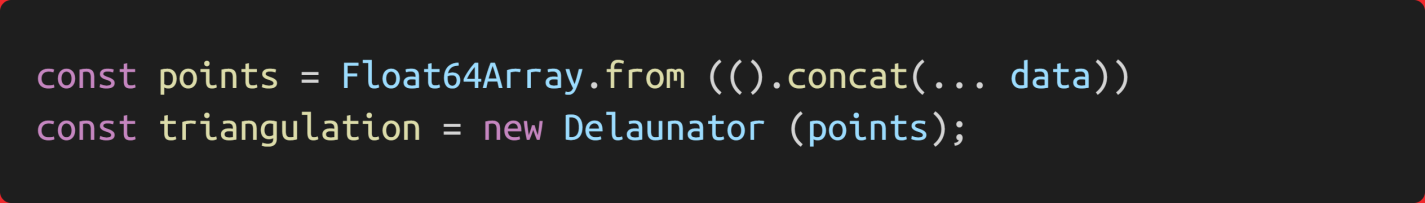 const points = Float64Array.from (().concat(... data))
const triangulation = new Delaunator (points);